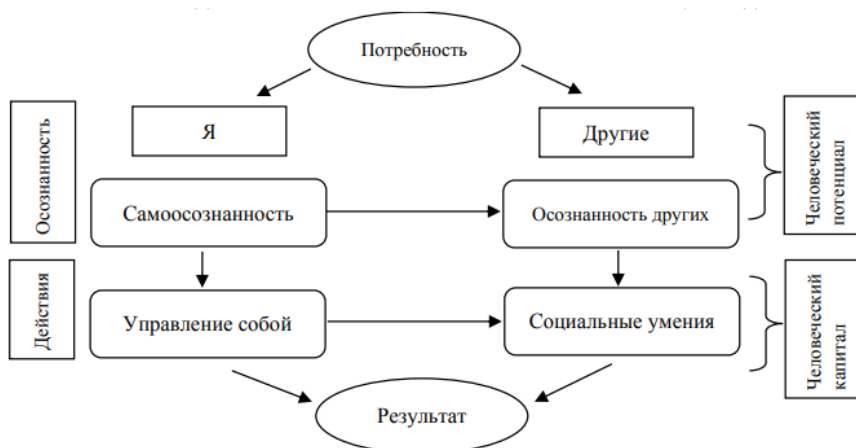 Потребность
Осознанность
Я
Другие
Человеческий
потенциал
Самоосознанность
Осознанность других
Действия
Управление собой
Социальные умения
Человеческий
капитал
Результат